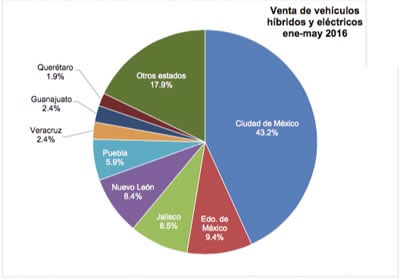 Venta de vehículos
híbridos y eléctricos
ene-may 2016
Querétaro
1.9%
Guanajuato
2.4%
Veracruz
2.4%
Otros estados
17.9%
Ciudad de México
43.2%
Puebla
5.9%
Nuevo León
8.4%
Jalisco
8.5%
Edo. de
México
9.4%